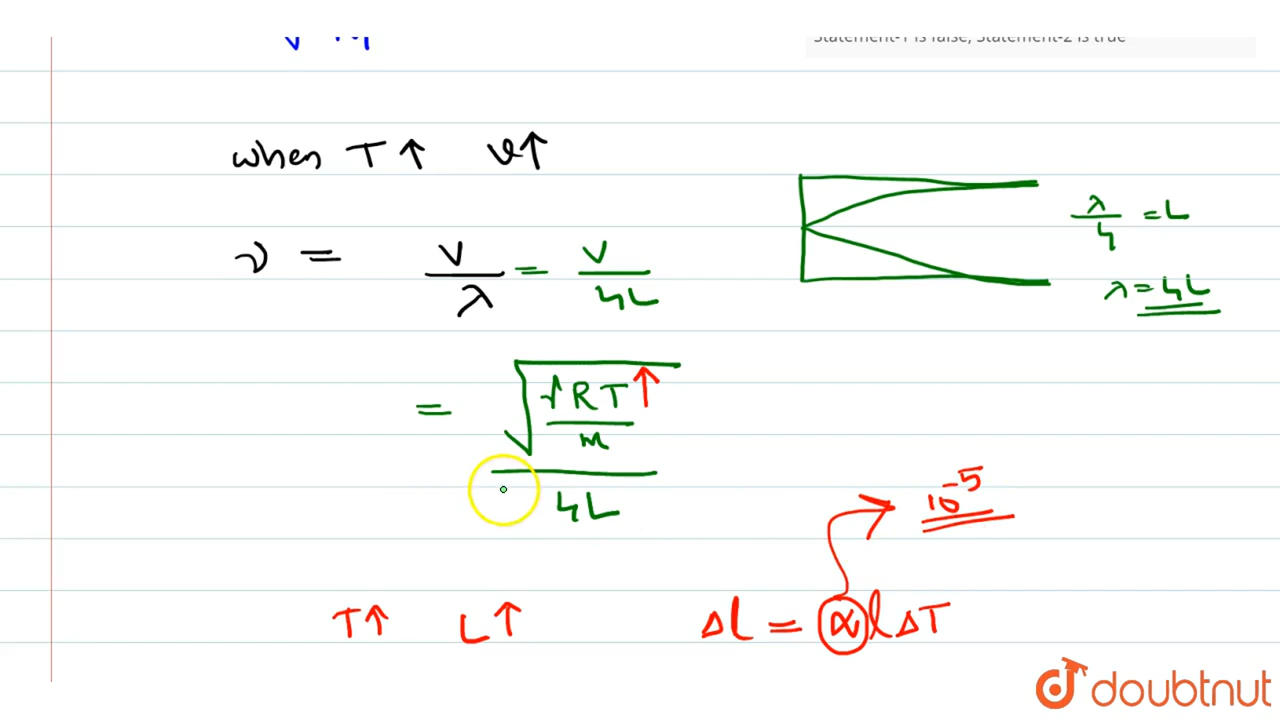 Statement-1 is false, Statement-2 is true
when T↑ v↑
ν = V/λ = V/4L
λ/4 = L
λ = 4L
= √(γRT↑/m)/4L
10⁻⁵
T↑ L↑ Δl = αlΔT
doubtnut